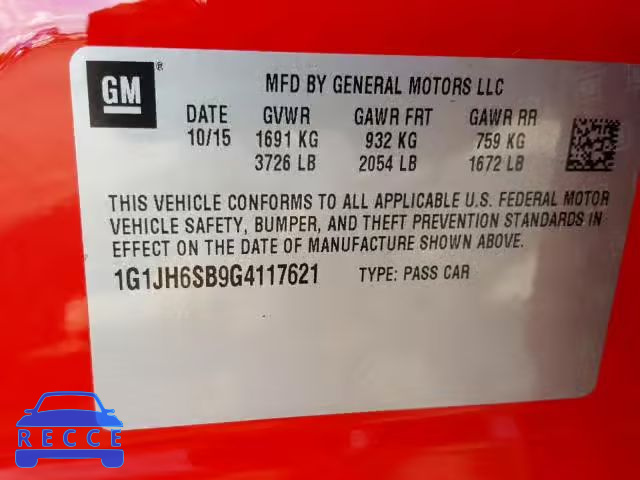 GM ®
MFD BY GENERAL MOTORS LLC
DATE GVWR GAWR FRT GAWR RR
10/15 1691 KG 932 KG 759 KG
3726 LB 2054 LB 1672 LB
THIS VEHICLE CONFORMS TO ALL APPLICABLE U.S. FEDERAL MOTOR
VEHICLE SAFETY, BUMPER, AND THEFT PREVENTION STANDARDS IN
EFFECT ON THE DATE OF MANUFACTURE SHOWN ABOVE.
1G1JH6SB9G4117621 TYPE: PASS CAR
RECCE